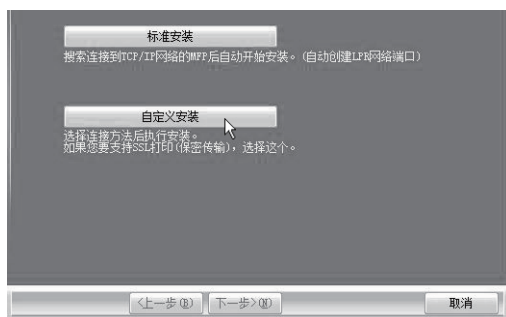 标准安装
搜索连接到TCP/IP网络的MFP后自动开始安装。(自动创建LPR网络端口)
自定义安装
选择连接方法后执行安装。
如果您要支持SSL打印(保密传输),选择这个。
<上一步(B) 下一步>(N) 取消